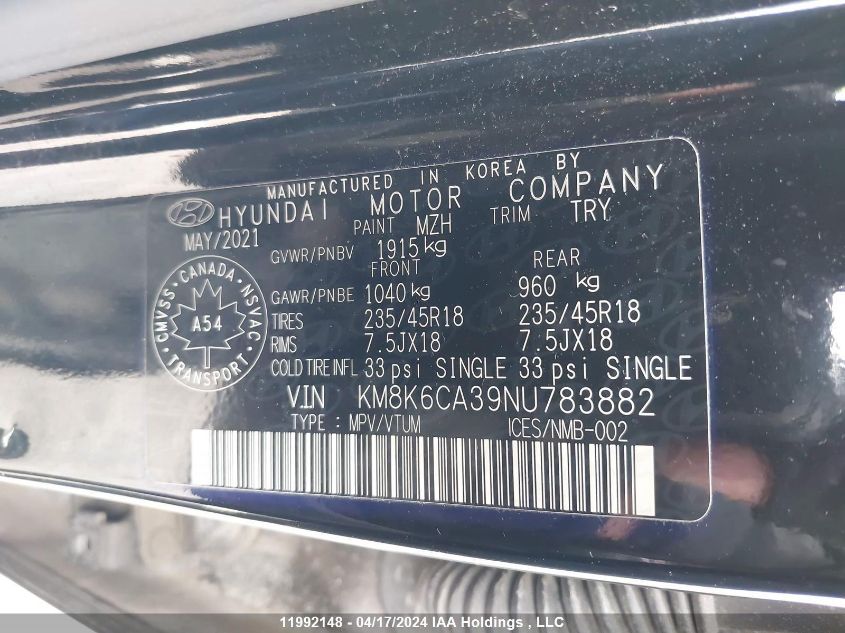 MANUFACTURED IN KOREA BY
HYUNDAI MOTOR COMPANY
MAY/2021 PAINT MZH TRIM TRY
GVWR/PNBV 1915 kg
FRONT REAR
GAWR/PNBE 1040 kg 960 kg
TIRES 235/45R18 235/45R18
RIMS 7.5JX18 7.5JX18
COLD TIRE INFL 33 psi SINGLE 33 psi SINGLE
VIN KM8K6CA39NU783882
TYPE : MPV/VTUM ICES/NMB-002
CMVSS · CANADA · NSVAC
A54
TRANSPORT
11992148 - 04/17/2024 IAA Holdings , LLC